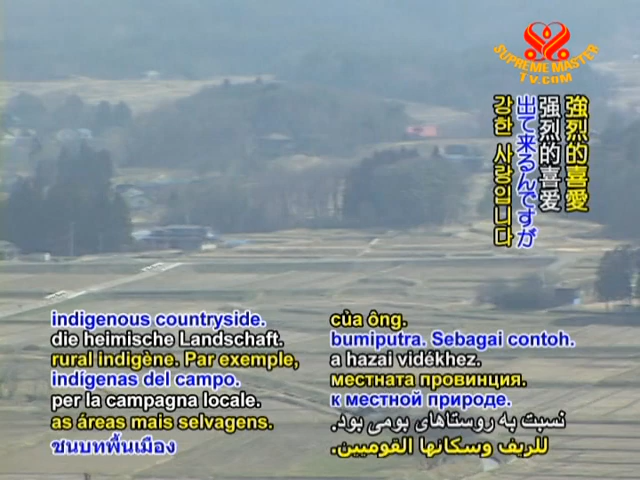 SUPREME MASTER
TV.COM
強烈的喜愛
强烈的喜爱
出て来るんですが
강한 사랑입니다
indigenous countryside.
die heimische Landschaft.
rural indigène. Par exemple,
indígenas del campo.
per la campagna locale.
as áreas mais selvagens.
ชนบทพื้นเมือง
của ông.
bumiputra. Sebagai contoh.
a hazai vidékhez.
местната провинция.
к местной природе.
نسبت به روستاهای بومی بود.
للريف وسكانها القوميين.